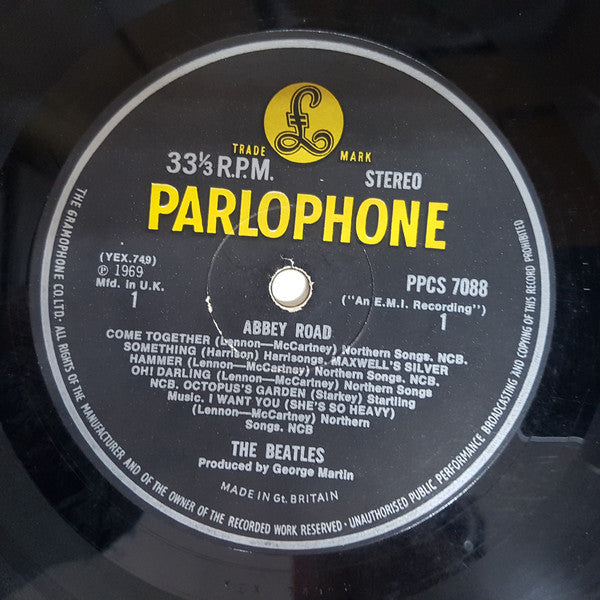 £
TRADE MARK
33⅓ R.P.M. STEREO
PARLOPHONE
(YEX.749)
℗ 1969
Mfd. in U.K.
1
PPCS 7088
("An E.M.I. Recording")
1
ABBEY ROAD
COME TOGETHER (Lennon—McCartney) Northern Songs, NCB.
SOMETHING (Harrison) Harrisongs. MAXWELL'S SILVER
HAMMER (Lennon—McCartney) Northern Songs. NCB.
OH! DARLING (Lennon—McCartney) Northern Songs
NCB. OCTOPUS'S GARDEN (Starkey) Startling
Music. I WANT YOU (SHE'S SO HEAVY)
(Lennon—McCartney) Northern
Songs. NCB
THE BEATLES
Produced by George Martin
MADE IN Gt. BRITAIN
THE GRAMOPHONE CO. LTD. · ALL RIGHTS OF THE MANUFACTURER AND OF THE OWNER OF THE RECORDED WORK RESERVED · UNAUTHORISED PUBLIC PERFORMANCE BROADCASTING AND COPYING OF THIS RECORD PROHIBITED